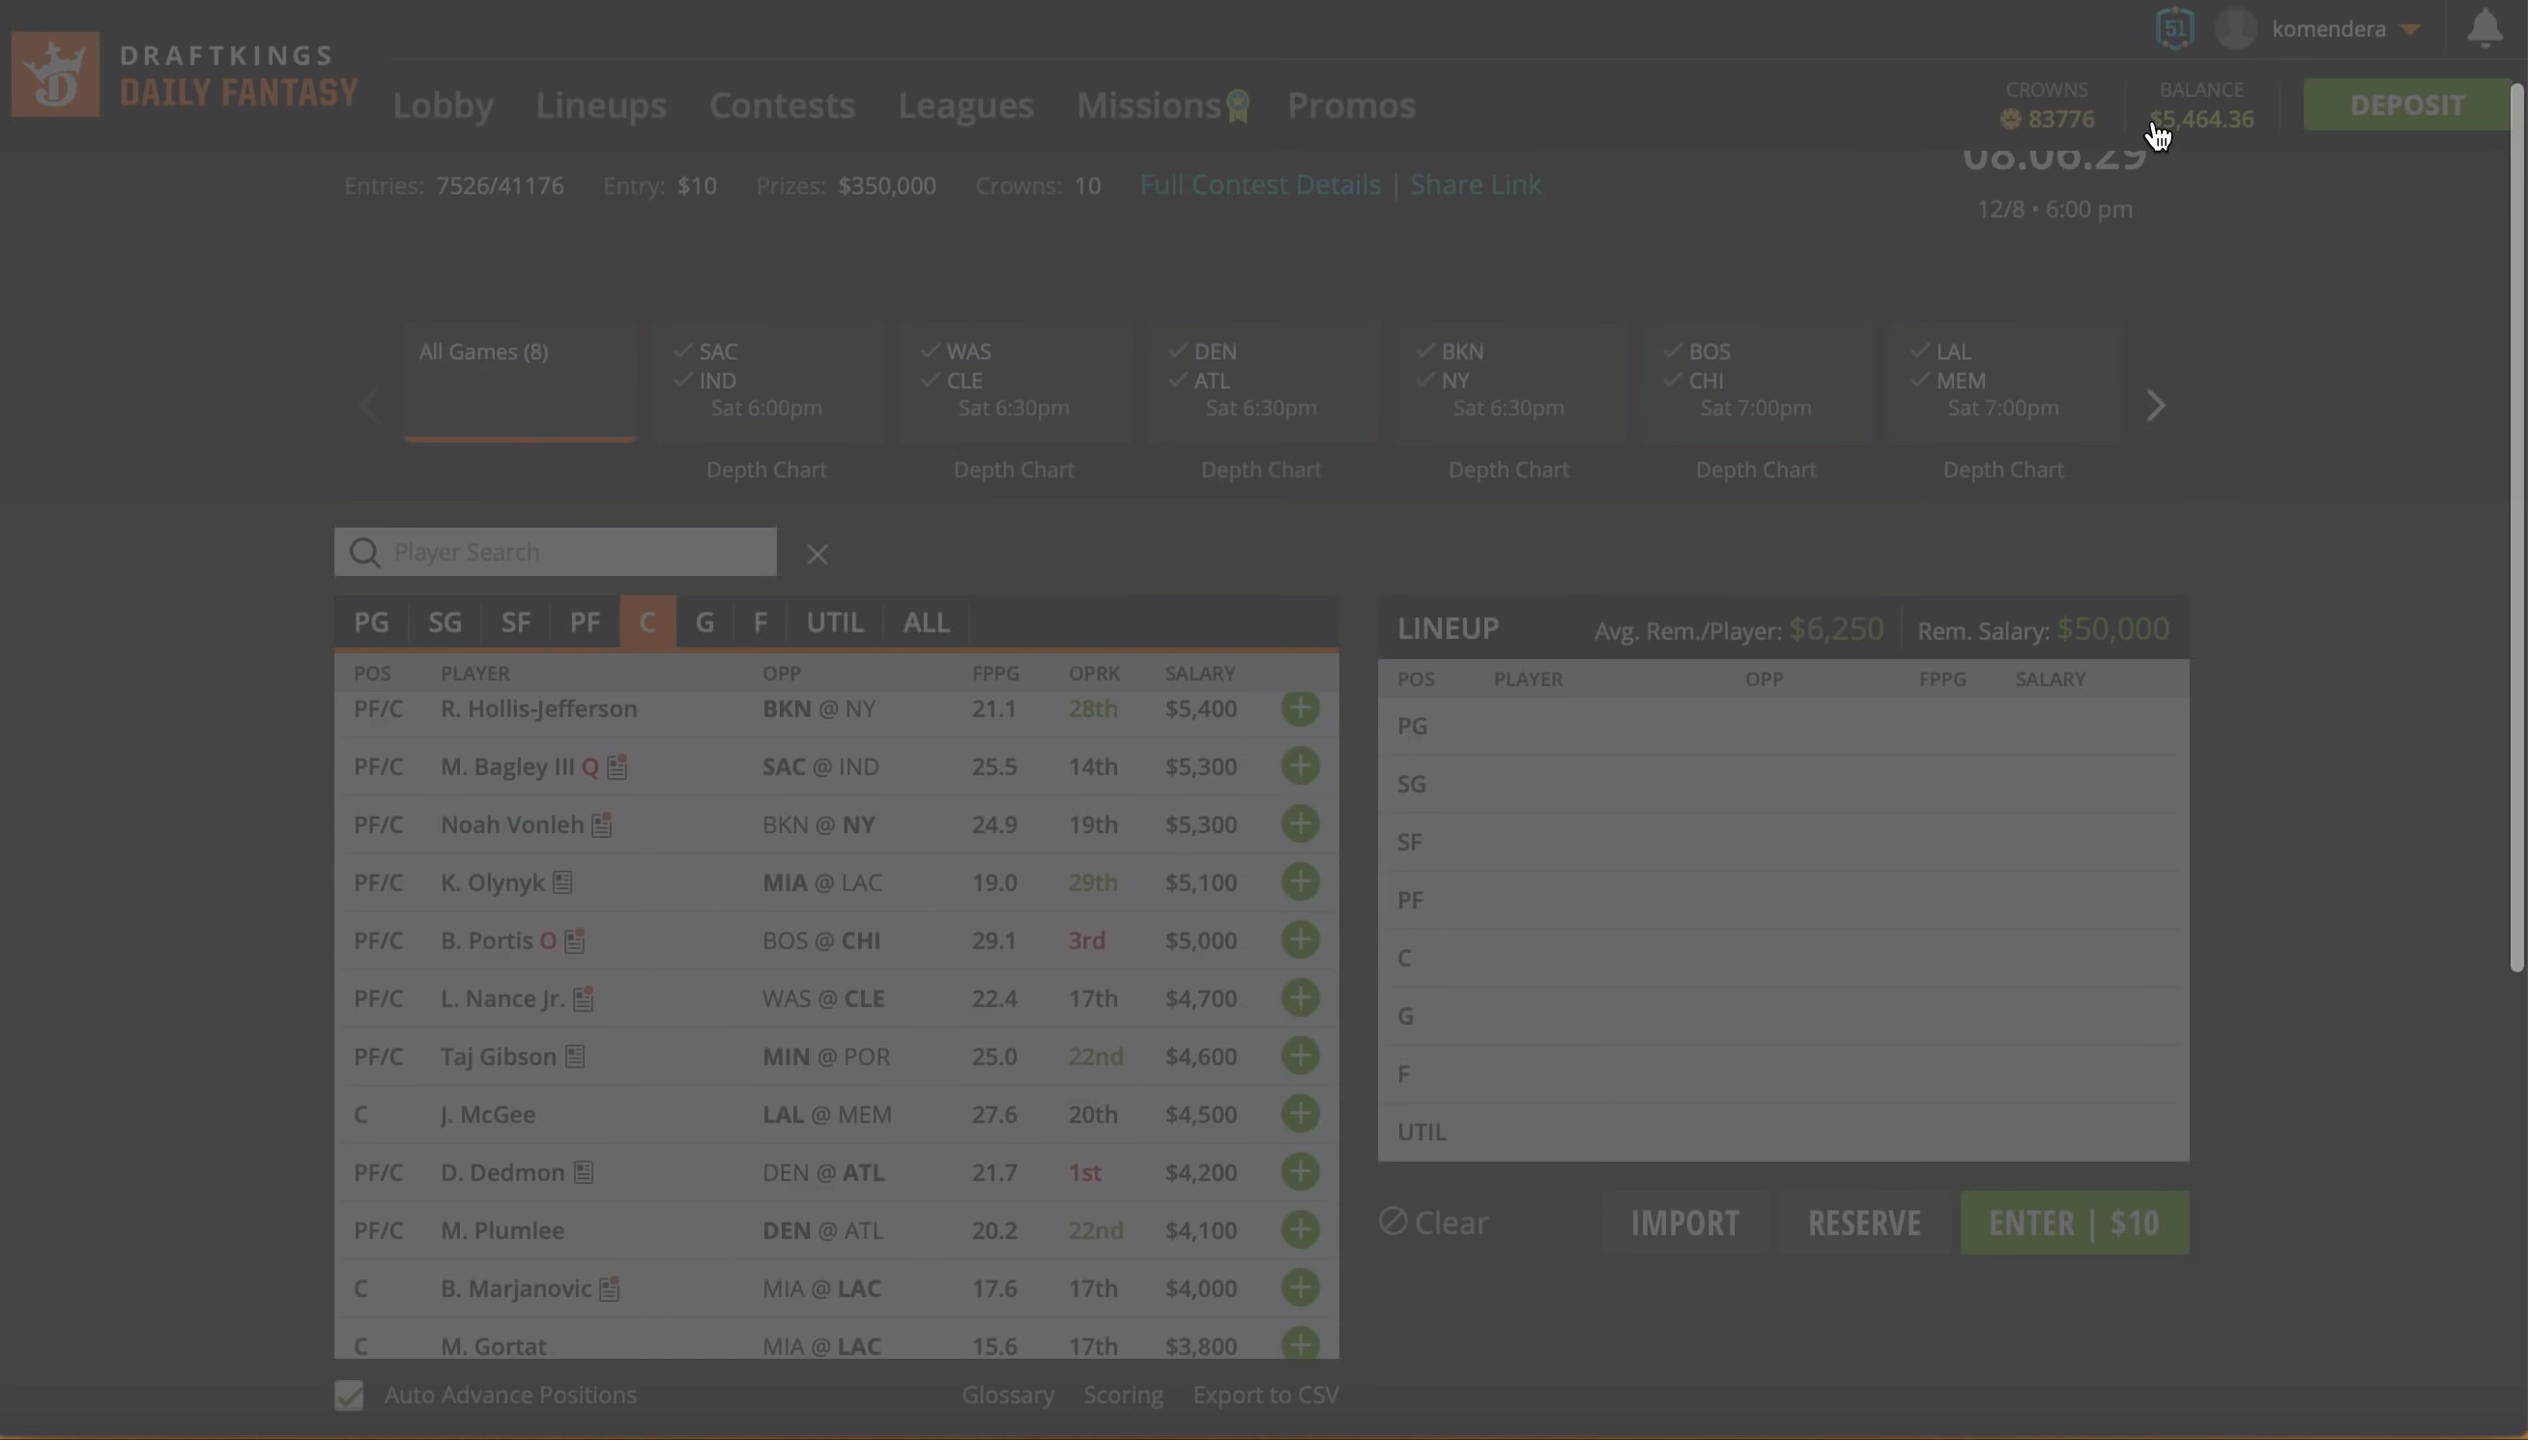 51 komendera
DRAFTKINGS
DAILY FANTASY
Lobby Lineups Contests Leagues Missions Promos
CROWNS 83776
BALANCE $5,464.36
DEPOSIT
Entries: 7526/41176 Entry: $10 Prizes: $350,000 Crowns: 10 Full Contest Details | Share Link
08:06:29
12/8 • 6:00 pm
All Games (8)
SAC
IND
Sat 6:00pm
Depth Chart
WAS
CLE
Sat 6:30pm
Depth Chart
DEN
ATL
Sat 6:30pm
Depth Chart
BKN
NY
Sat 6:30pm
Depth Chart
BOS
CHI
Sat 7:00pm
Depth Chart
LAL
MEM
Sat 7:00pm
Depth Chart
Player Search
PG SG SF PF C G F UTIL ALL
POS PLAYER OPP FPPG OPRK SALARY
PF/C R. Hollis-Jefferson BKN @ NY 21.1 28th $5,400
PF/C M. Bagley III Q SAC @ IND 25.5 14th $5,300
PF/C Noah Vonleh BKN @ NY 24.9 19th $5,300
PF/C K. Olynyk MIA @ LAC 19.0 29th $5,100
PF/C B. Portis O BOS @ CHI 29.1 3rd $5,000
PF/C L. Nance Jr. WAS @ CLE 22.4 17th $4,700
PF/C Taj Gibson MIN @ POR 25.0 22nd $4,600
C J. McGee LAL @ MEM 27.6 20th $4,500
PF/C D. Dedmon DEN @ ATL 21.7 1st $4,200
PF/C M. Plumlee DEN @ ATL 20.2 22nd $4,100
C B. Marjanovic MIA @ LAC 17.6 17th $4,000
C M. Gortat MIA @ LAC 15.6 17th $3,800
Auto Advance Positions Glossary Scoring Export to CSV
LINEUP Avg. Rem./Player: $6,250 Rem. Salary: $50,000
POS PLAYER OPP FPPG SALARY
PG
SG
SF
PF
C
G
F
UTIL
Clear IMPORT RESERVE ENTER | $10